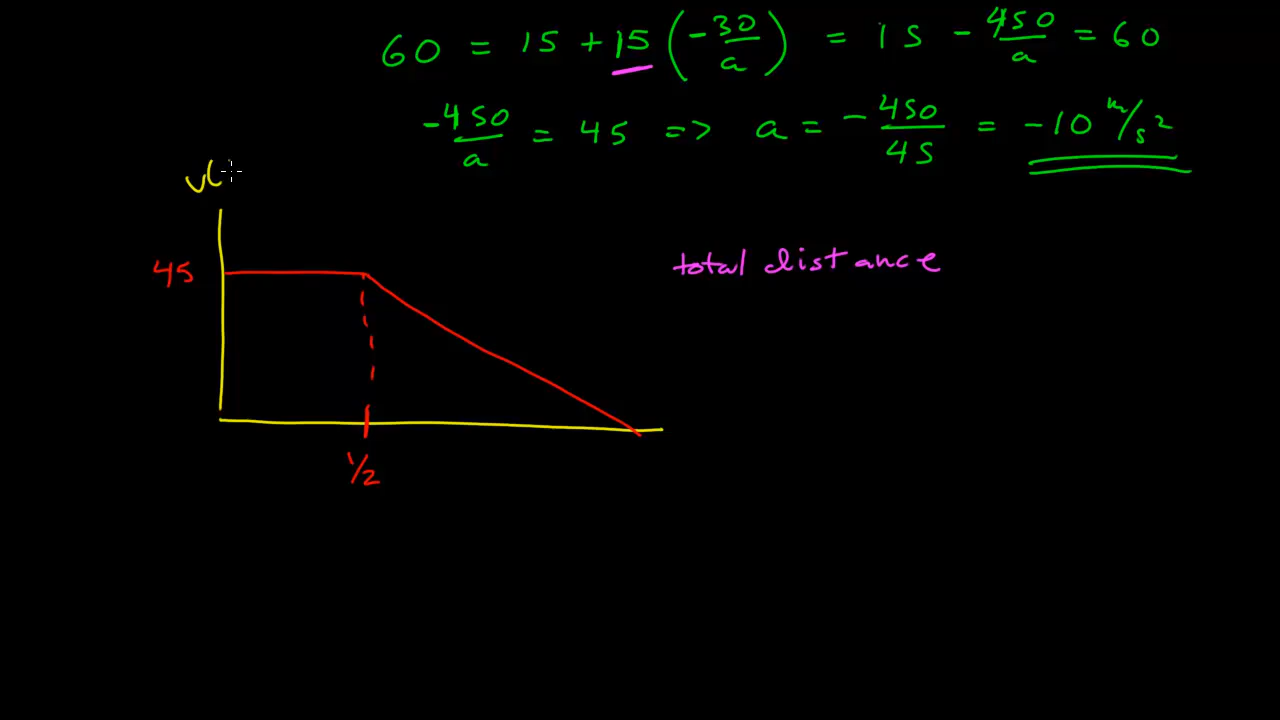 60 = 15 + 15 (-30/a) = 15 - 450/a = 60
-450/a = 45 => a = -450/45 = -10 m/s²
v(
45
total distance
1/2